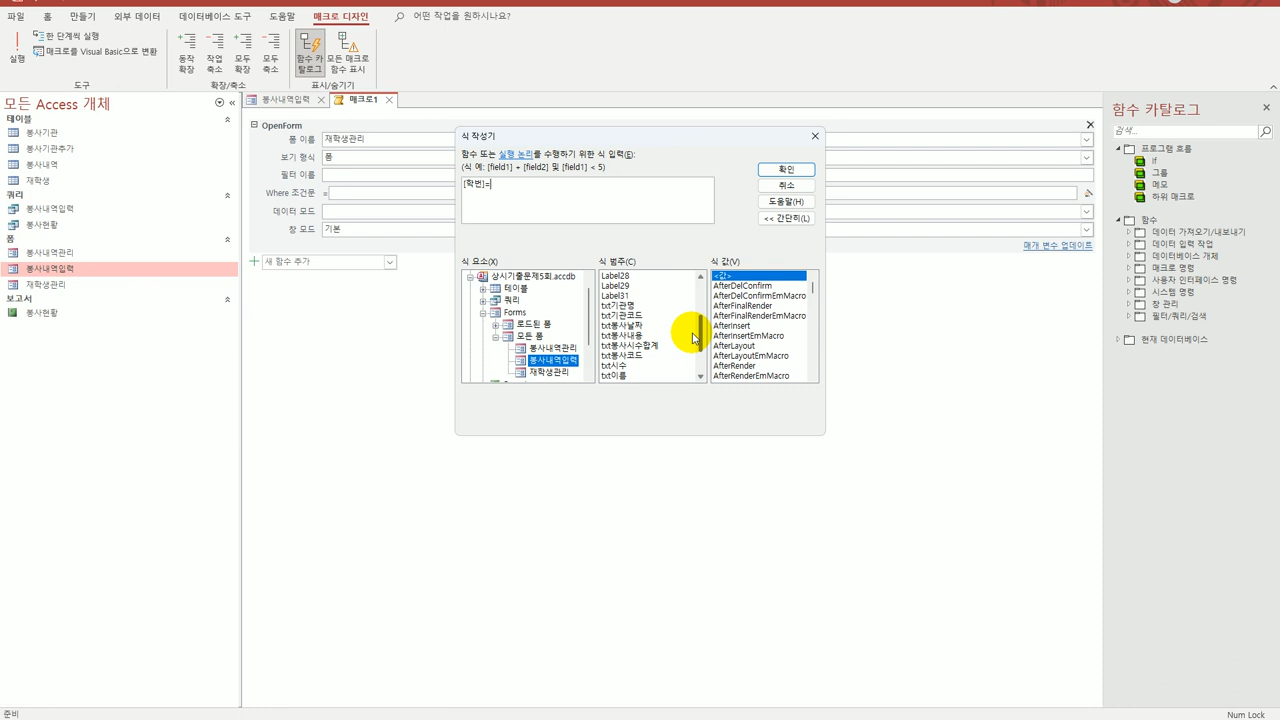 파일 홈 만들기 외부 데이터 데이터베이스 도구 도움말 매크로 디자인 어떤 작업을 원하시나요?
실행
한 단계씩 실행
매크로를 Visual Basic으로 변환
동작 확장
작업 축소
모두 확장
모두 축소
함수 카탈로그
모든 매크로 함수 표시
도구 확장/축소 표시/숨기기
모든 Access 개체
테이블
봉사기관
봉사기관추가
봉사내역
재학생
쿼리
봉사내역입력
봉사현황
폼
봉사내역관리
봉사내역입력
재학생관리
보고서
봉사현황
봉사내역입력 매크로1
OpenForm
폼 이름 재학생관리
보기 형식 폼
필터 이름
Where 조건문 =
데이터 모드
창 모드 기본
매개 변수 업데이트
새 함수 추가
식 작성기
함수 또는 실행 논리를 수행하기 위한 식 입력(E):
(식 예: [field1] + [field2] 및 [field1] < 5)
[학번]=
확인
취소
도움말(H)
<< 간단히(L)
식 요소(X)
상시기출문제5회.accdb
테이블
쿼리
Forms
로드된 폼
모든 폼
봉사내역관리
봉사내역입력
재학생관리
식 범주(C)
Label28
Label29
Label31
txt기관명
txt기관코드
txt봉사날짜
txt봉사내용
txt봉사시수합계
txt봉사코드
txt시수
txt이름
식 값(V)
<값>
AfterDelConfirm
AfterDelConfirmEmMacro
AfterFinalRender
AfterFinalRenderEmMacro
AfterInsert
AfterInsertEmMacro
AfterLayout
AfterLayoutEmMacro
AfterRender
AfterRenderEmMacro
함수 카탈로그
검색...
프로그램 흐름
If
그룹
메모
하위 매크로
함수
데이터 가져오기/내보내기
데이터 입력 작업
데이터베이스 개체
매크로 명령
사용자 인터페이스 명령
시스템 명령
창 관리
필터/쿼리/검색
현재 데이터베이스
준비
Num Lock